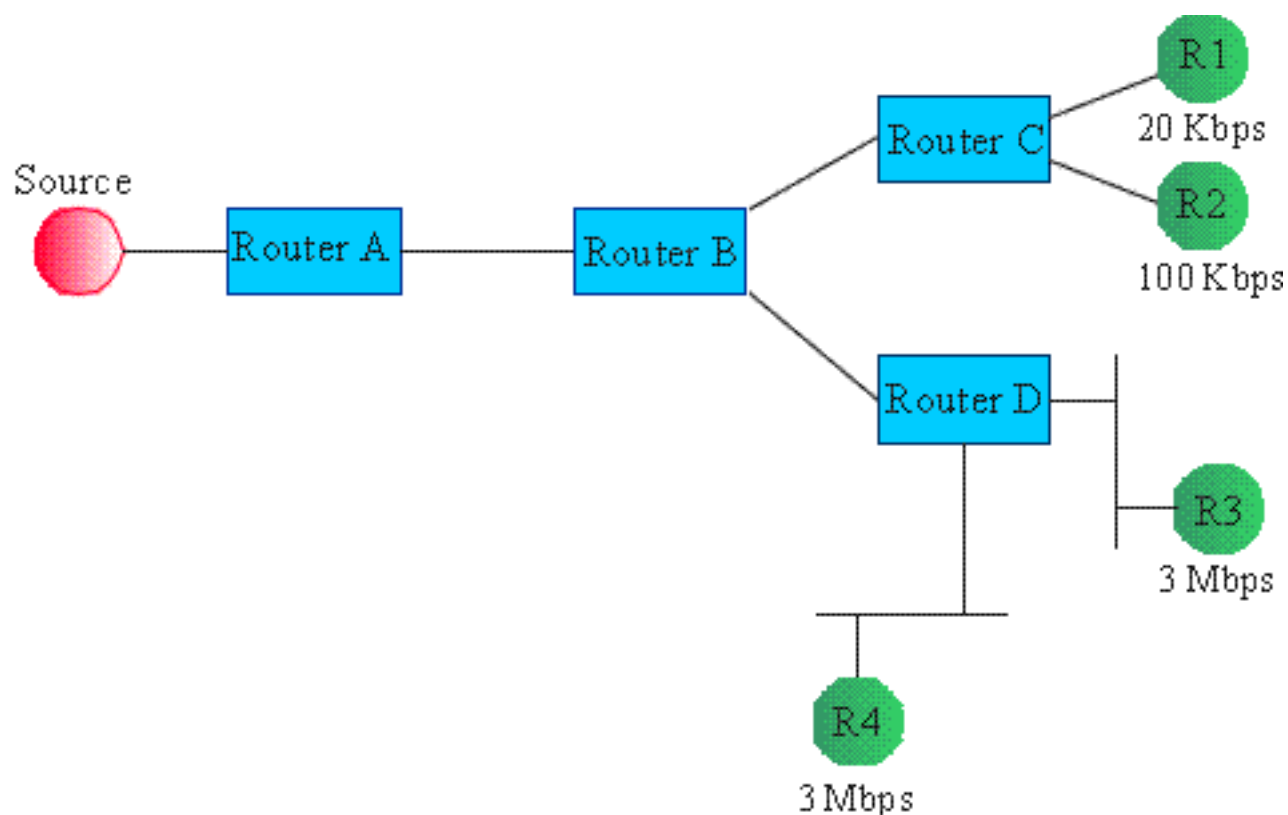 Source
Router A
Router B
Router C
R1
20 Kbps
R2
100 Kbps
Router D
R3
3 Mbps
R4
3 Mbps